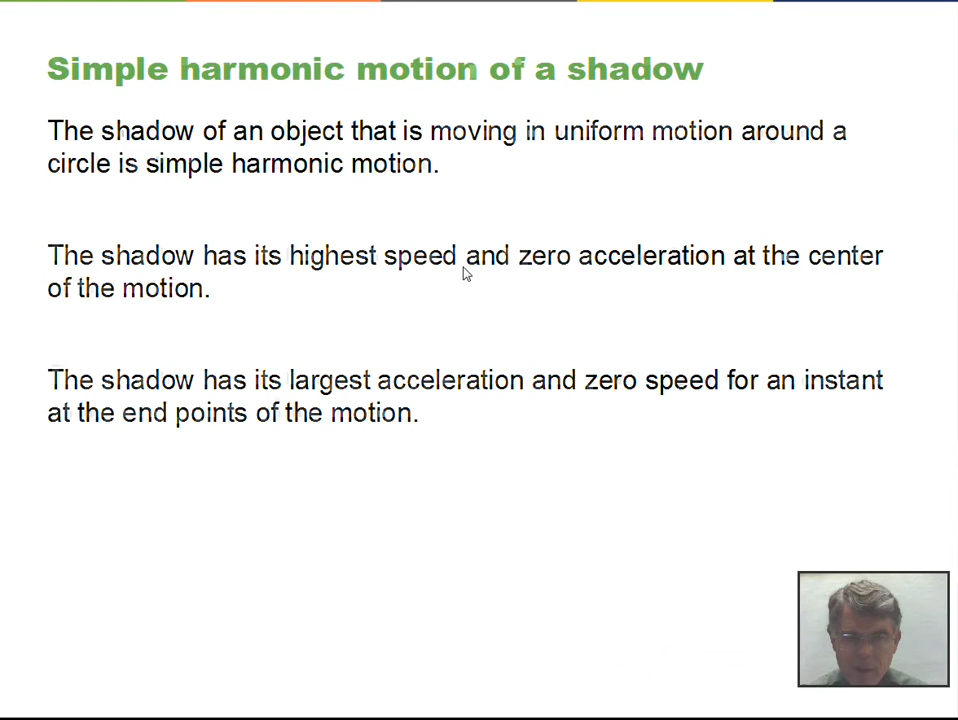 Simple harmonic motion of a shadow
The shadow of an object that is moving in uniform motion around a
circle is simple harmonic motion.
The shadow has its highest speed and zero acceleration at the center
of the motion.
The shadow has its largest acceleration and zero speed for an instant
at the end points of the motion.